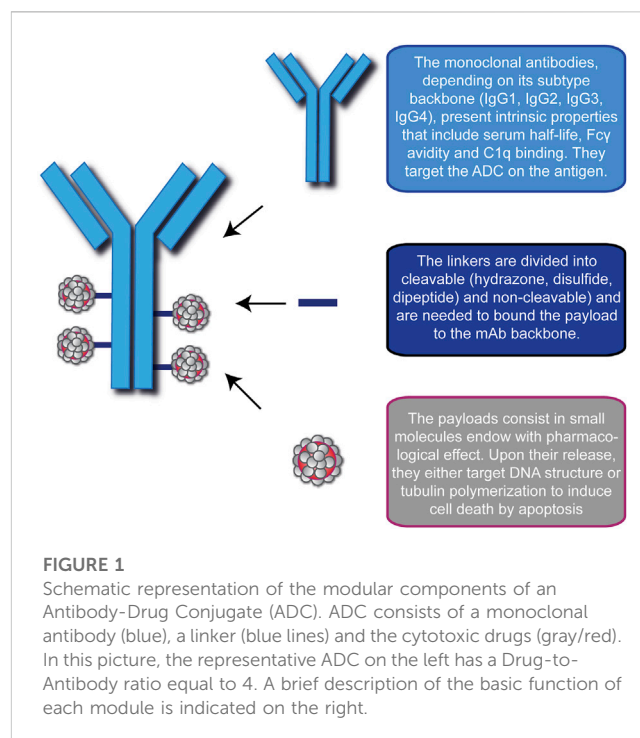 The monoclonal antibodies,
depending on its subtype
backbone (IgG1, IgG2, IgG3,
IgG4), present intrinsic properties
that include serum half-life, Fcγ
avidity and C1q binding. They
target the ADC on the antigen.
The linkers are divided into
cleavable (hydrazone, disulfide,
dipeptide) and non-cleavable) and
are needed to bound the payload
to the mAb backbone.
The payloads consist in small
molecules endow with pharmaco-
logical effect. Upon their release,
they either target DNA structure or
tubulin polymerization to induce
cell death by apoptosis
FIGURE 1
Schematic representation of the modular components of an
Antibody-Drug Conjugate (ADC). ADC consists of a monoclonal
antibody (blue), a linker (blue lines) and the cytotoxic drugs (gray/red).
In this picture, the representative ADC on the left has a Drug-to-
Antibody ratio equal to 4. A brief description of the basic function of
each module is indicated on the right.